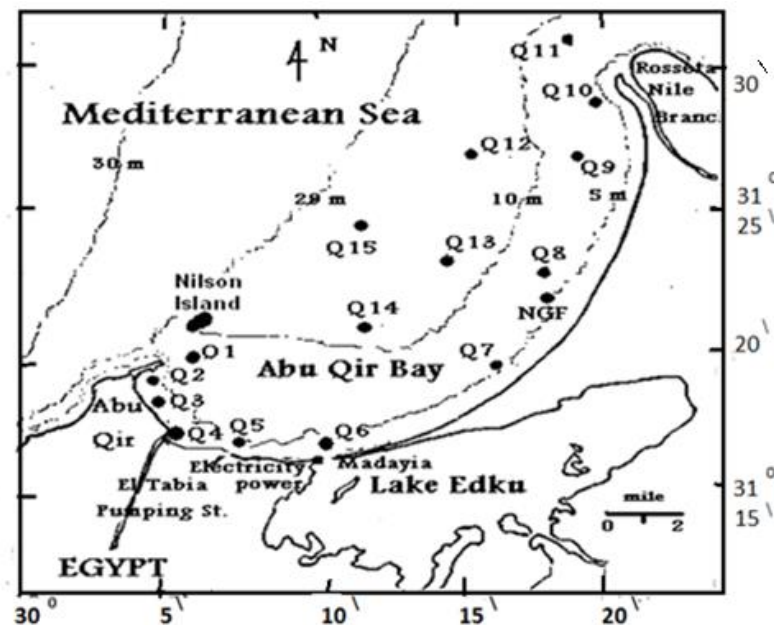 Q11
N
Rosseta
30 \
Nile
Q10
Branc.
Mediterranean Sea
Q12
30 m
Q9
29 m
10 m
5 m
31°
25 \
Q15
Q13
Q8
Nilson
Island
Q14
NGF
O1
Abu Qir Bay
Q7
20 \
Q2
Abu
Q3
Qir
Q4
Q5
Q6
Electricity
power
Madayia
El Tabia
Lake Edku
Pumping St.
mile
0 2
31°
15 \
EGYPT
30° 5 \ 10 \ 15 \ 20 \